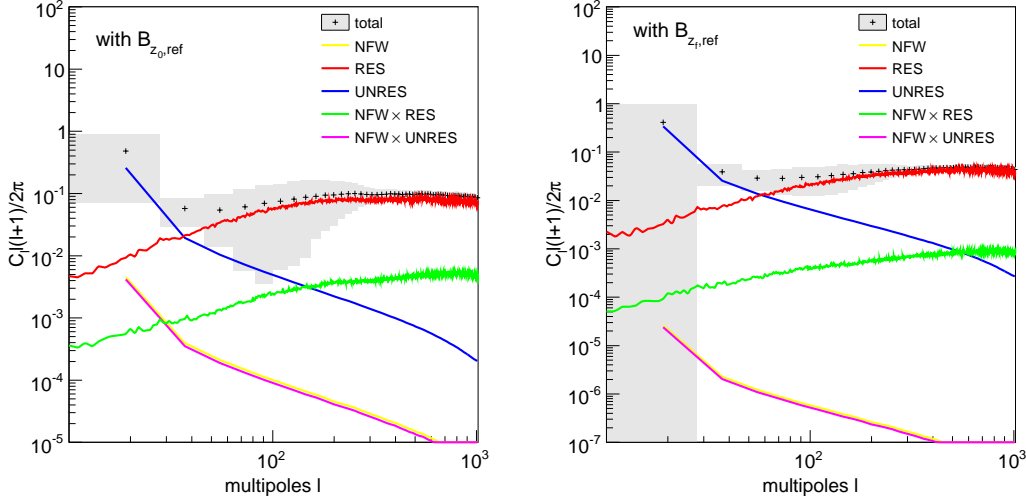 with B_{z_0,ref}
total
NFW
RES
UNRES
NFW × RES
NFW × UNRES
C_l l(l+1)/2π
10^2
10
1
10^{-1}
10^{-2}
10^{-3}
10^{-4}
10^{-5}
10^2
10^3
multipoles l
with B_{z_f,ref}
total
NFW
RES
UNRES
NFW × RES
NFW × UNRES
C_l l(l+1)/2π
10^2
10
1
10^{-1}
10^{-2}
10^{-3}
10^{-4}
10^{-5}
10^{-6}
10^{-7}
10^2
10^3
multipoles l